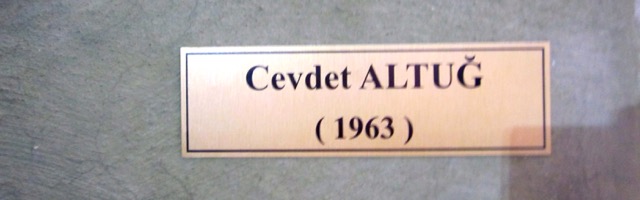 Cevdet ALTUĞ
( 1963 )